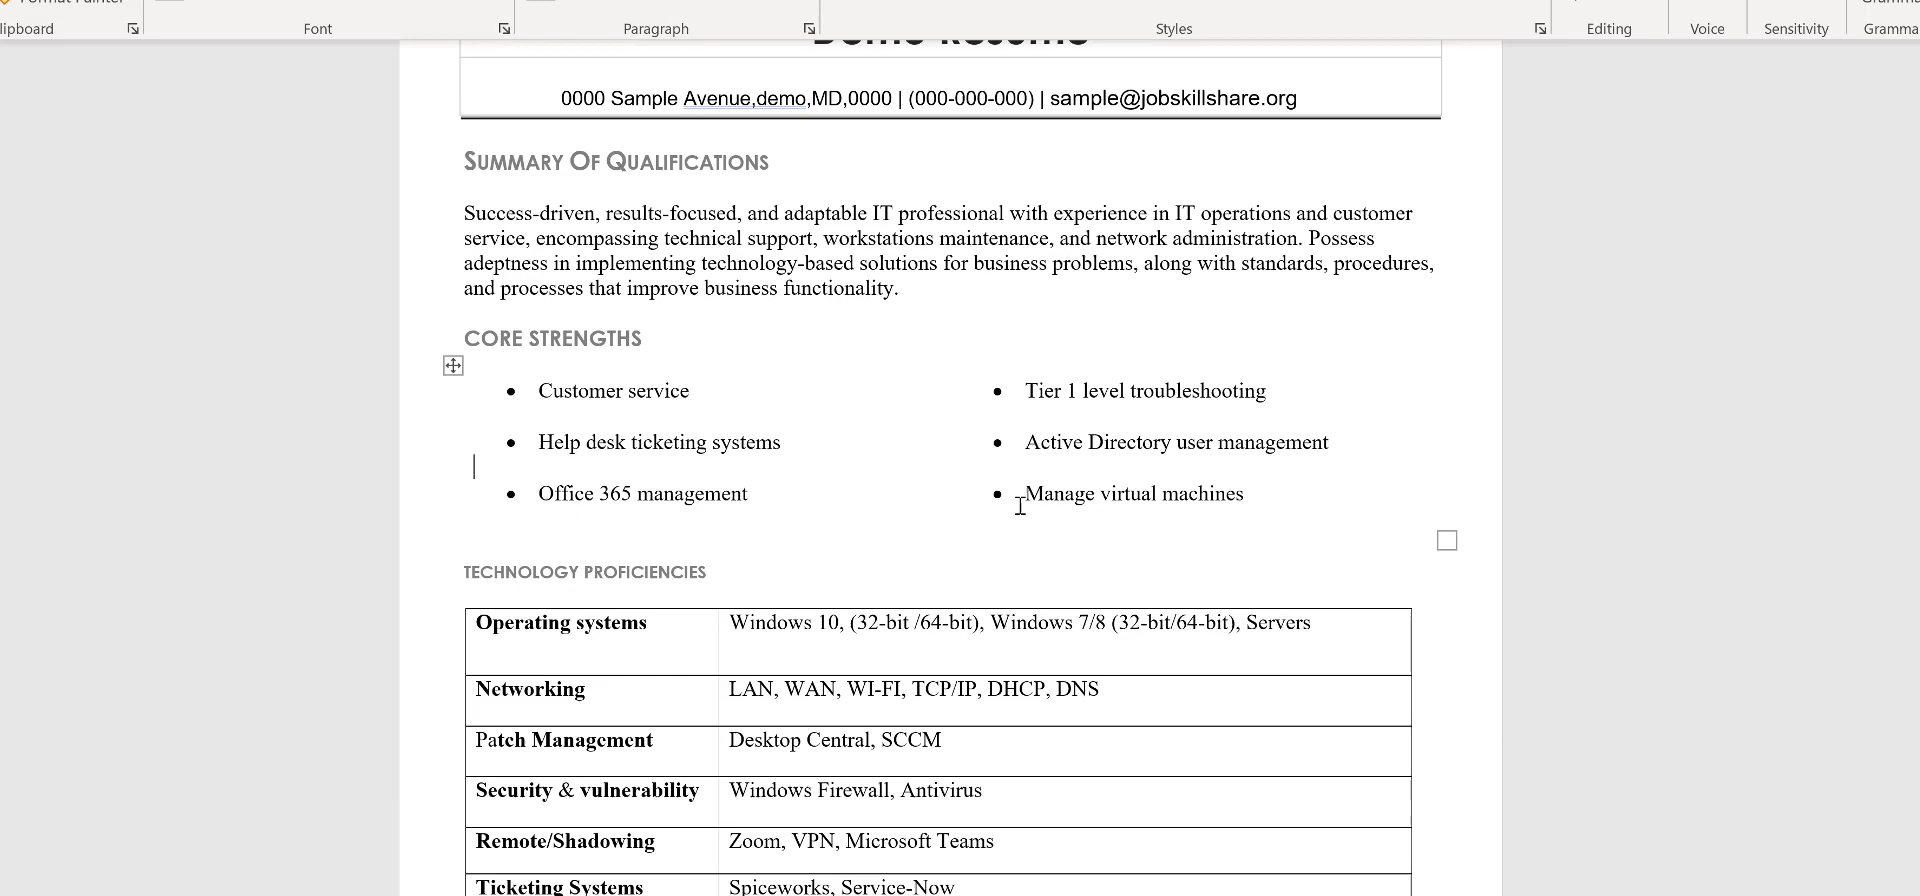 Format Painter
lipboard
Font
Paragraph
Styles
Editing
Voice
Sensitivity
Gramma
Gramma
Demo Resume
0000 Sample Avenue,demo,MD,0000 | (000-000-000) | sample@jobskillshare.org
SUMMARY OF QUALIFICATIONS
Success-driven, results-focused, and adaptable IT professional with experience in IT operations and customer
service, encompassing technical support, workstations maintenance, and network administration. Possess
adeptness in implementing technology-based solutions for business problems, along with standards, procedures,
and processes that improve business functionality.
CORE STRENGTHS
• Customer service
• Tier 1 level troubleshooting
• Help desk ticketing systems
• Active Directory user management
• Office 365 management
• Manage virtual machines
TECHNOLOGY PROFICIENCIES
Operating systems Windows 10, (32-bit /64-bit), Windows 7/8 (32-bit/64-bit), Servers
Networking LAN, WAN, WI-FI, TCP/IP, DHCP, DNS
Patch Management Desktop Central, SCCM
Security & vulnerability Windows Firewall, Antivirus
Remote/Shadowing Zoom, VPN, Microsoft Teams
Ticketing Systems Spiceworks, Service-Now